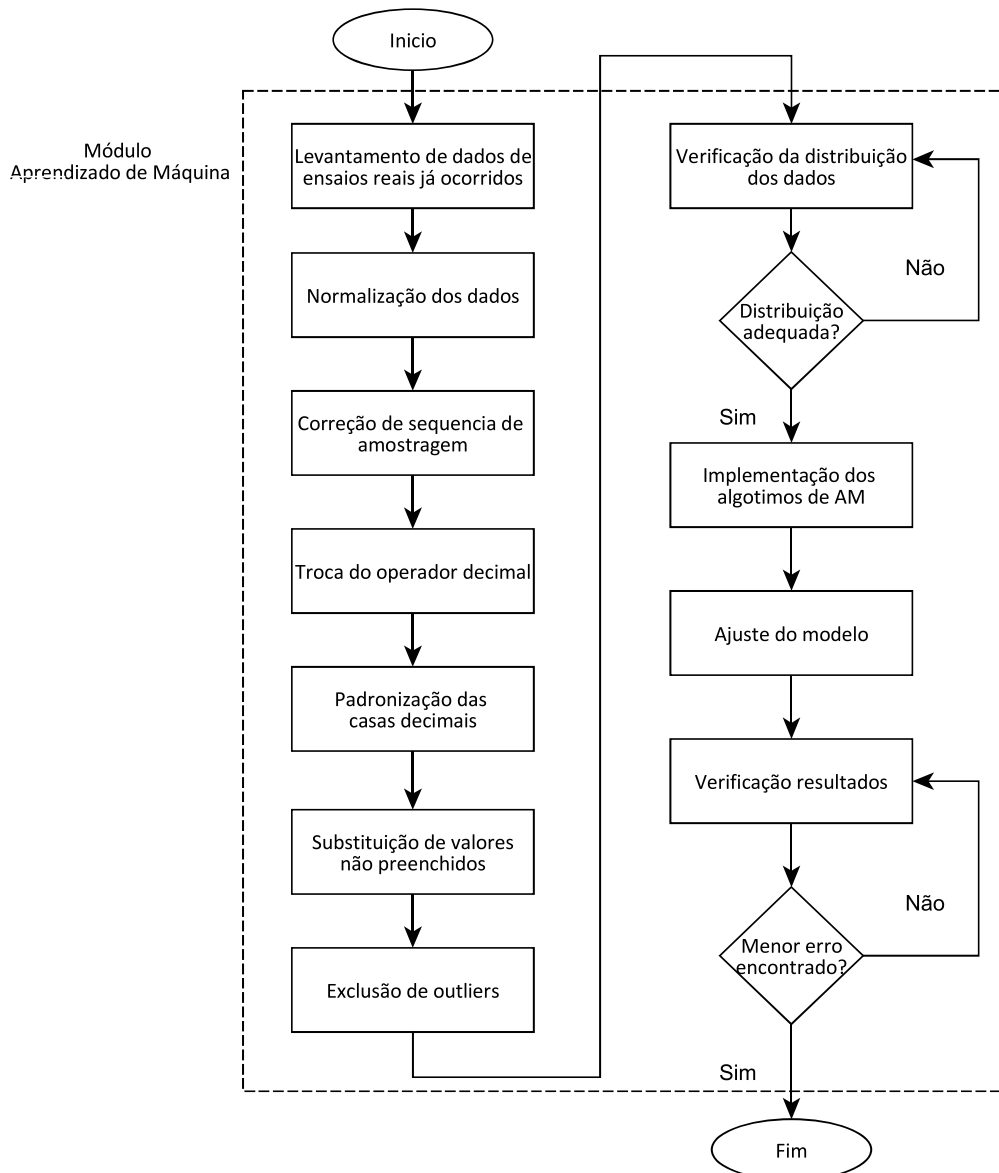 Inicio
Módulo
Aprendizado de Máquina
Levantamento de dados de
ensaios reais já ocorridos
Normalização dos dados
Correção de sequencia de
amostragem
Troca do operador decimal
Padronização das
casas decimais
Substituição de valores
não preenchidos
Exclusão de outliers
Verificação da distribuição
dos dados
Não
Distribuição
adequada?
Sim
Implementação dos
algotimos de AM
Ajuste do modelo
Verificação resultados
Não
Menor erro
encontrado?
Sim
Fim